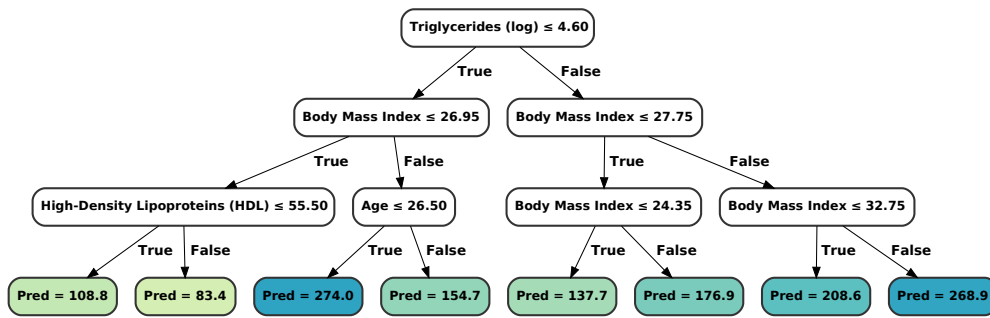 Triglycerides (log) ≤ 4.60
True
False
Body Mass Index ≤ 26.95
Body Mass Index ≤ 27.75
True
False
True
False
High-Density Lipoproteins (HDL) ≤ 55.50
Age ≤ 26.50
Body Mass Index ≤ 24.35
Body Mass Index ≤ 32.75
True
False
True
False
True
False
True
False
Pred = 108.8
Pred = 83.4
Pred = 274.0
Pred = 154.7
Pred = 137.7
Pred = 176.9
Pred = 208.6
Pred = 268.9